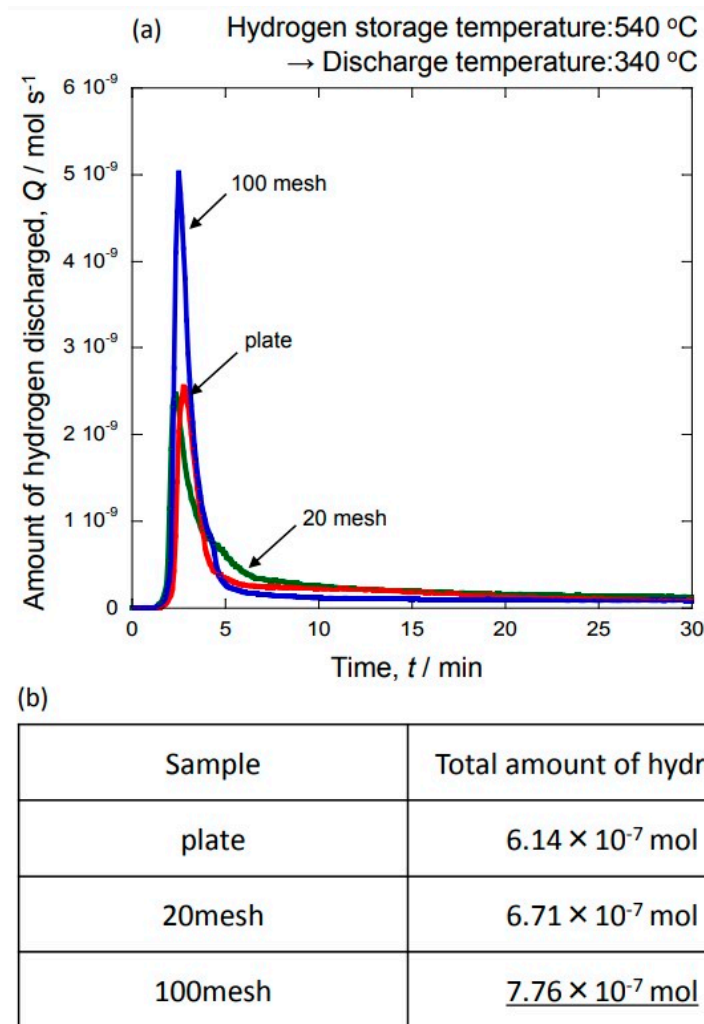 (a) Hydrogen storage temperature:540 °C
→ Discharge temperature:340 °C
6 10⁻⁹
5 10⁻⁹
4 10⁻⁹
3 10⁻⁹
2 10⁻⁹
1 10⁻⁹
0
Amount of hydrogen discharged, Q / mol s⁻¹
100 mesh
plate
20 mesh
0 5 10 15 20 25 30
Time, t / min
(b)
Sample Total amount of hydr
plate 6.14 × 10⁻⁷ mol
20mesh 6.71 × 10⁻⁷ mol
100mesh 7.76 × 10⁻⁷ mol